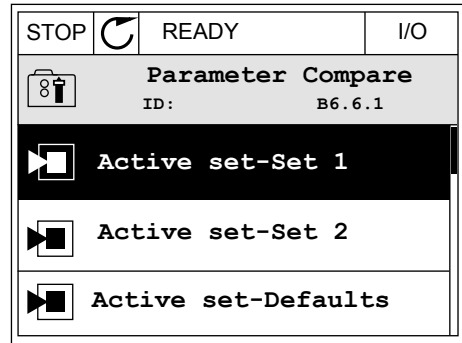 STOP READY I/O
Parameter Compare
ID: B6.6.1
Active set-Set 1
Active set-Set 2
Active set-Defaults